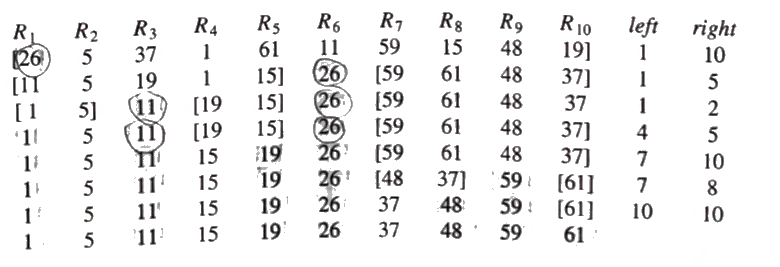 R1 R2 R3 R4 R5 R6 R7 R8 R9 R10 left right
[26 5 37 1 61 11 59 15 48 19] 1 10
[11 5 19 1 15] 26 [59 61 48 37] 1 5
[1 5] 11 [19 15] 26 [59 61 48 37 1 2
1 5 11 [19 15] 26 [59 61 48 37] 4 5
1 5 11 15 19 26 [59 61 48 37] 7 10
1 5 11 15 19 26 [48 37] 59 [61] 7 8
1 5 11 15 19 26 37 48 59 [61] 10 10
1 5 11 15 19 26 37 48 59 61